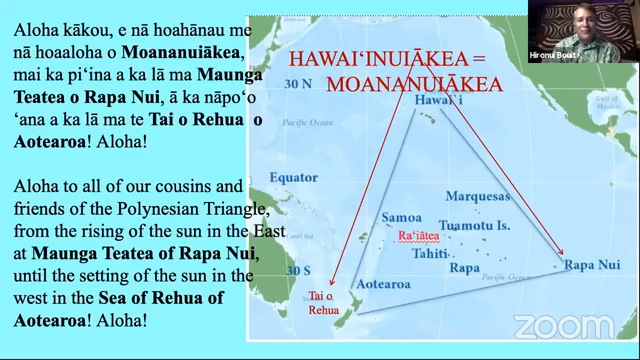 Aloha kākou, e nā hoahānau me
nā hoaaloha o Moananuiākea,
mai ka pi‘ina a ka lā ma Maunga
Teatea o Rapa Nui, ā ka nāpo‘o
‘ana a ka lā ma te Tai o Rehua o
Aotearoa! Aloha!
Aloha to all of our cousins and
friends of the Polynesian Triangle,
from the rising of the sun in the East
at Maunga Teatea of Rapa Nui,
until the setting of the sun in the
west in the Sea of Rehua of
Aotearoa! Aloha!
HAWAI‘INUIĀKEA =
MOANANUIĀKEA
30 N
Hawai`i
Pacific Ocean
Gulf of
Equator
Marquesas
Samoa
Tuamotu Is.
Ra‘iātea
Tahiti
Coral Sea
30 S
Rapa
Rapa Nui
Pacific Ocean
Aotearoa
Tai o
Rehua
zoom